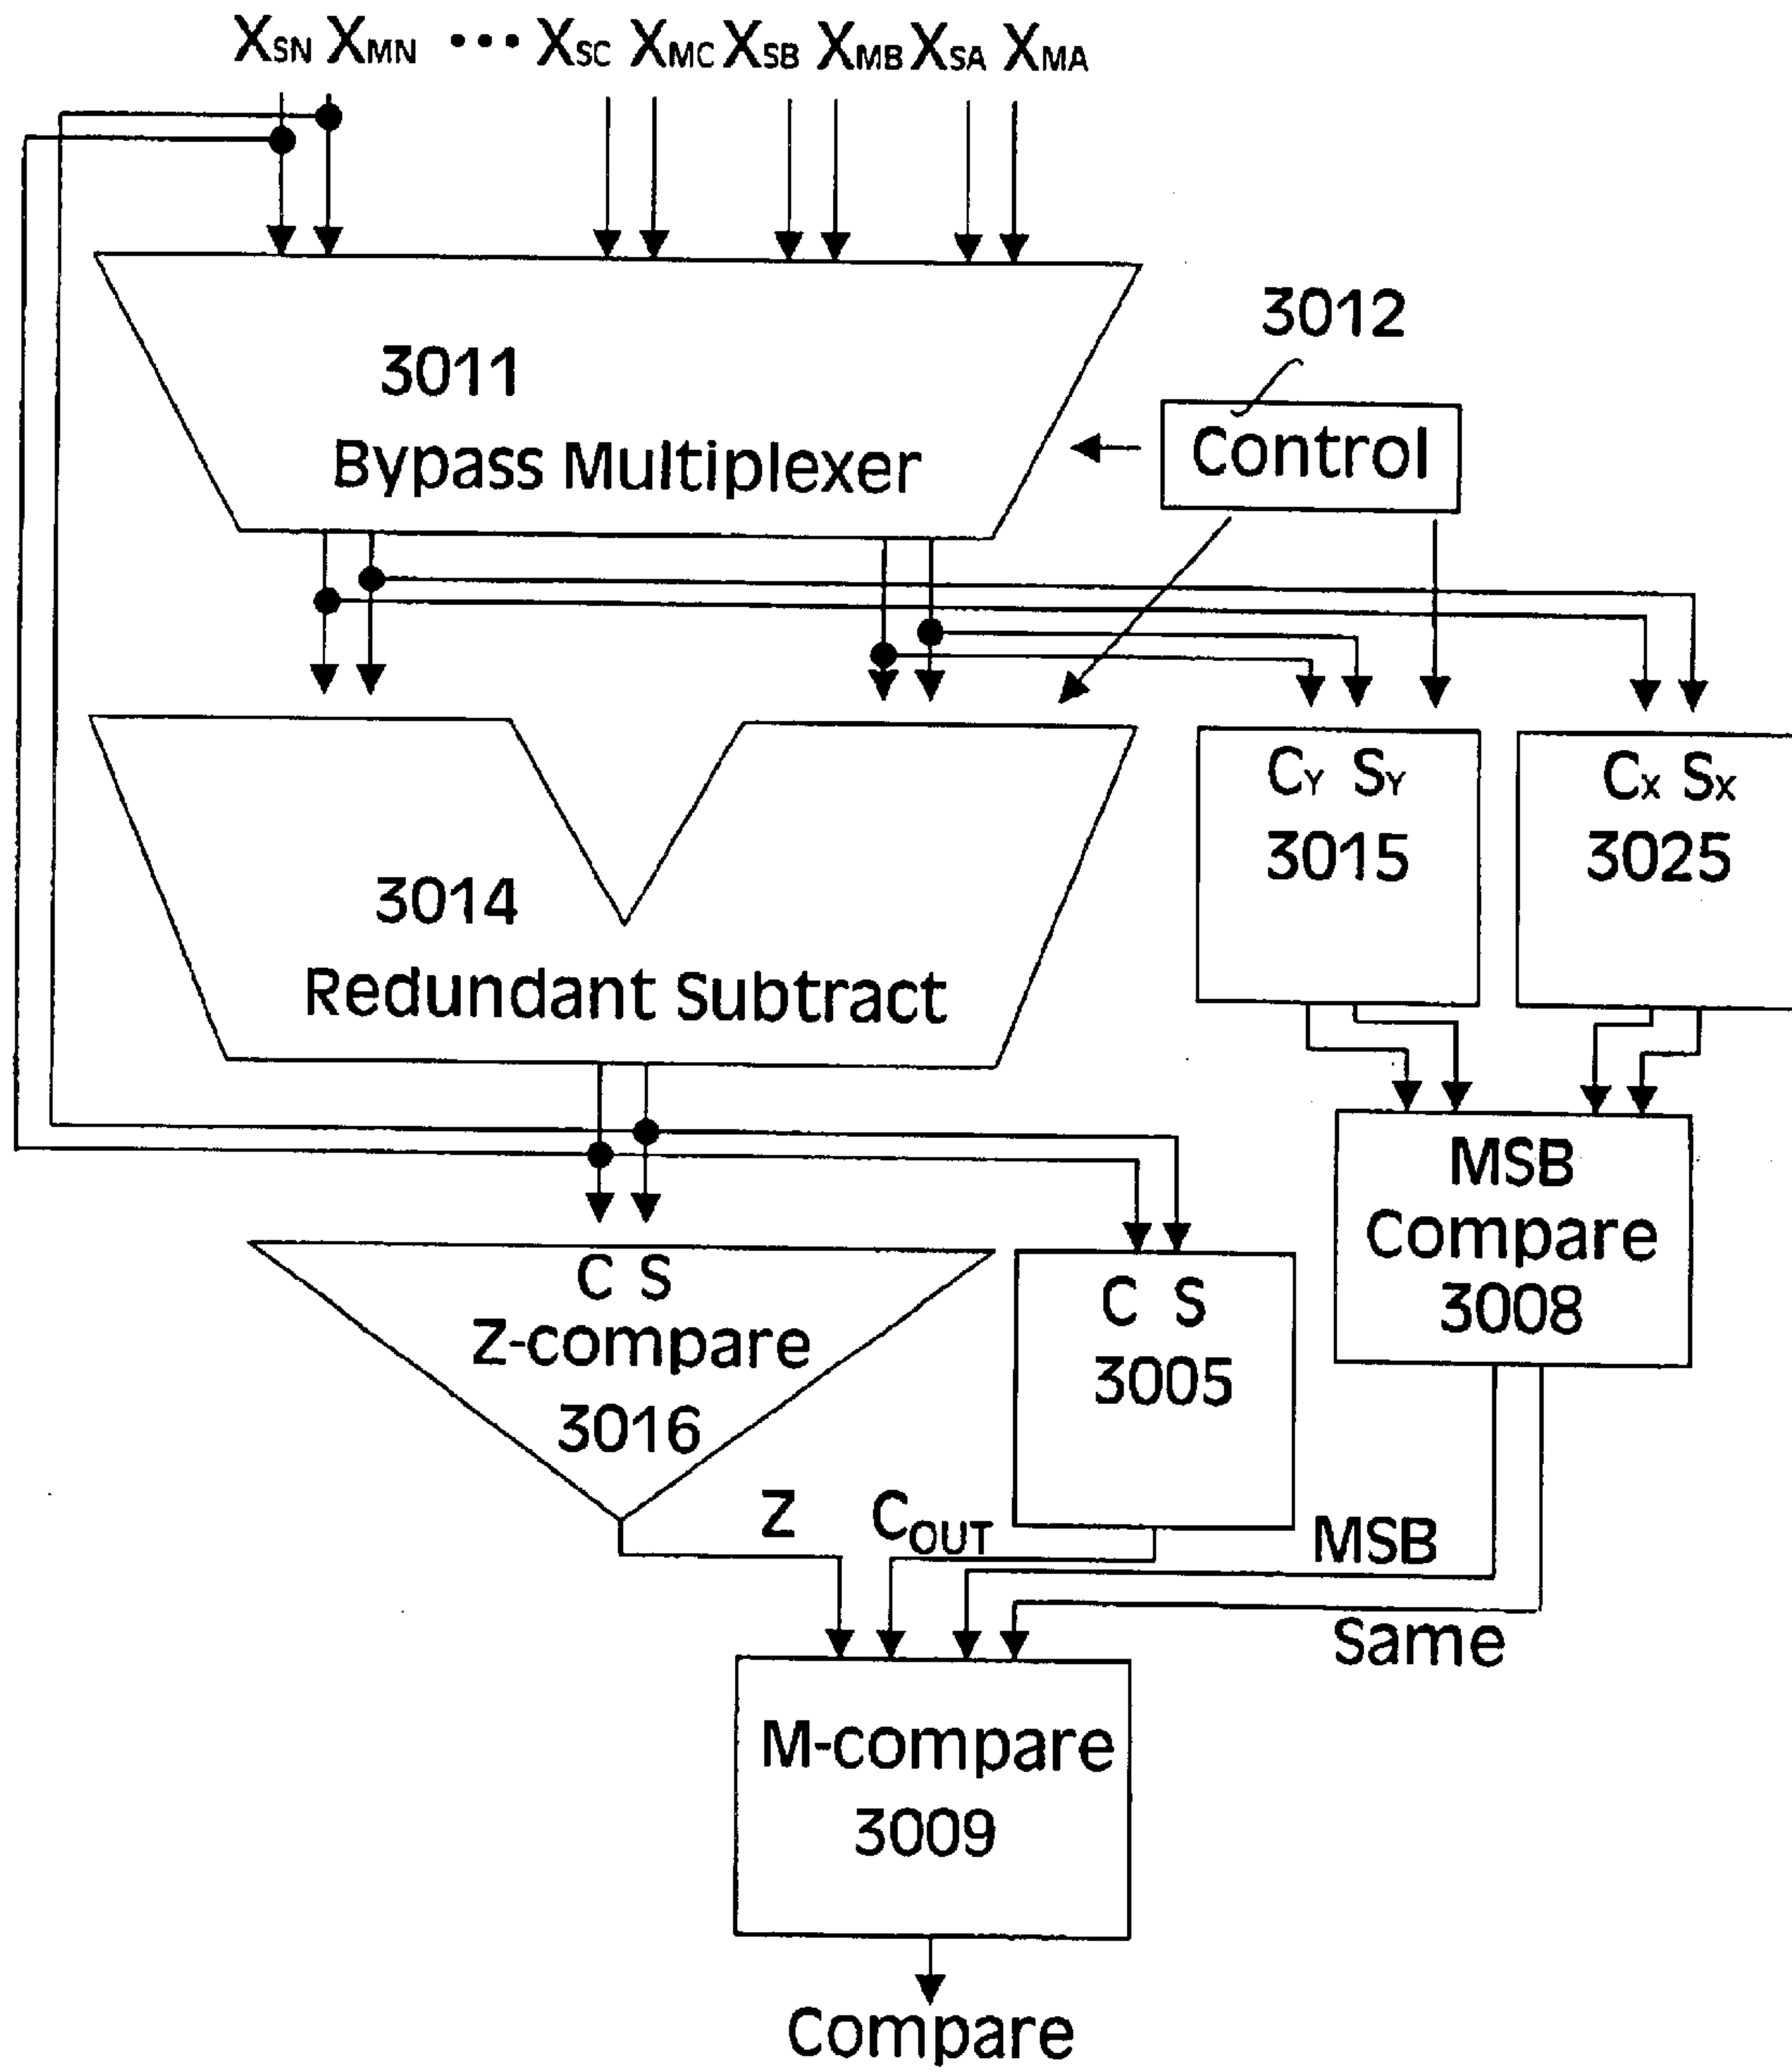 XSN XMN ••• XSC XMC XSB XMB XSA XMA
3012
3011
Bypass Multiplexer
Control
CY SY
3015
CX SX
3025
3014
Redundant Subtract
MSB
Compare
3008
C S
Z-compare
3016
C S
3005
Z
COUT
MSB
Same
M-compare
3009
Compare